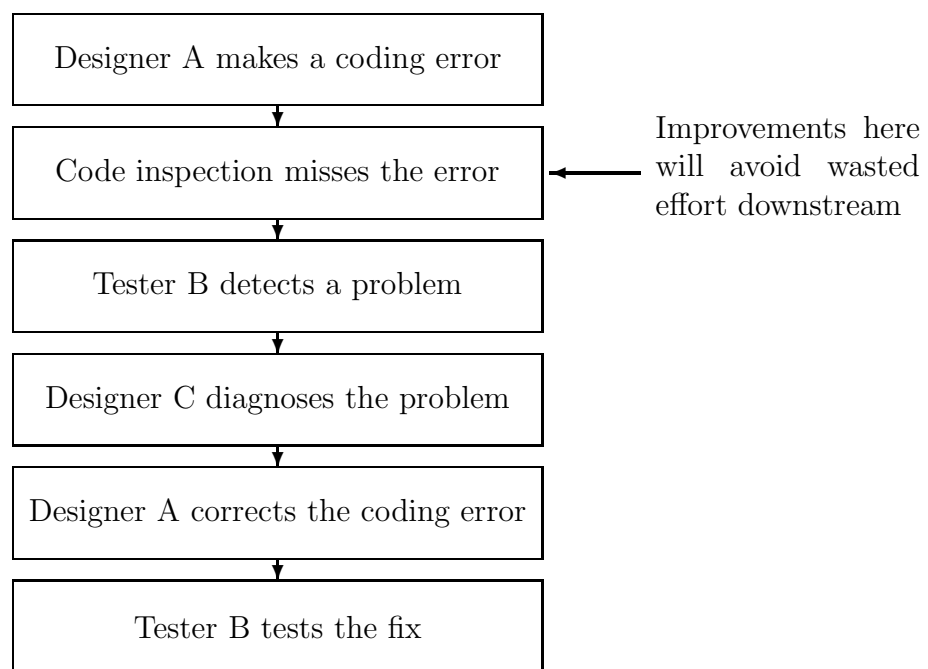 Designer A makes a coding error
Improvements here
will avoid wasted
effort downstream
Code inspection misses the error
Tester B detects a problem
Designer C diagnoses the problem
Designer A corrects the coding error
Tester B tests the fix